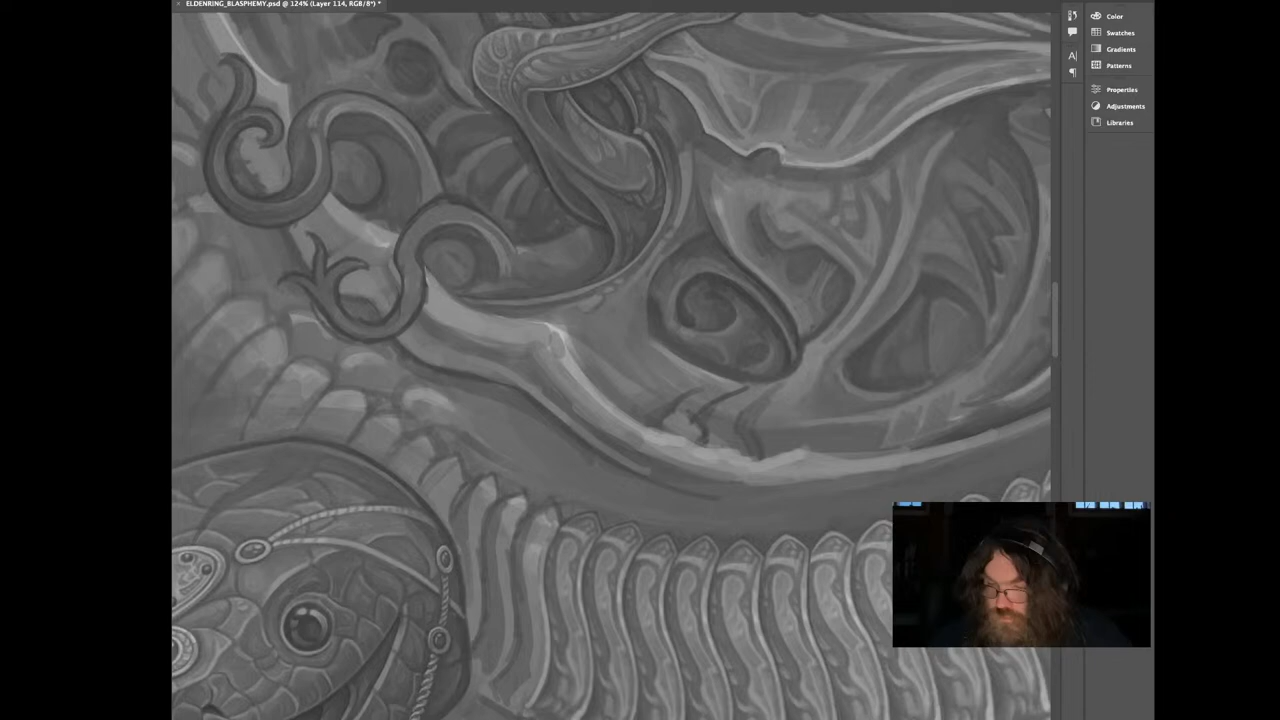 × ELDENRING_BLASPHEMY.psd @ 124% (Layer 114, RGB/8*) *
Color
Swatches
Gradients
A| Patterns
¶
Properties
Adjustments
Libraries